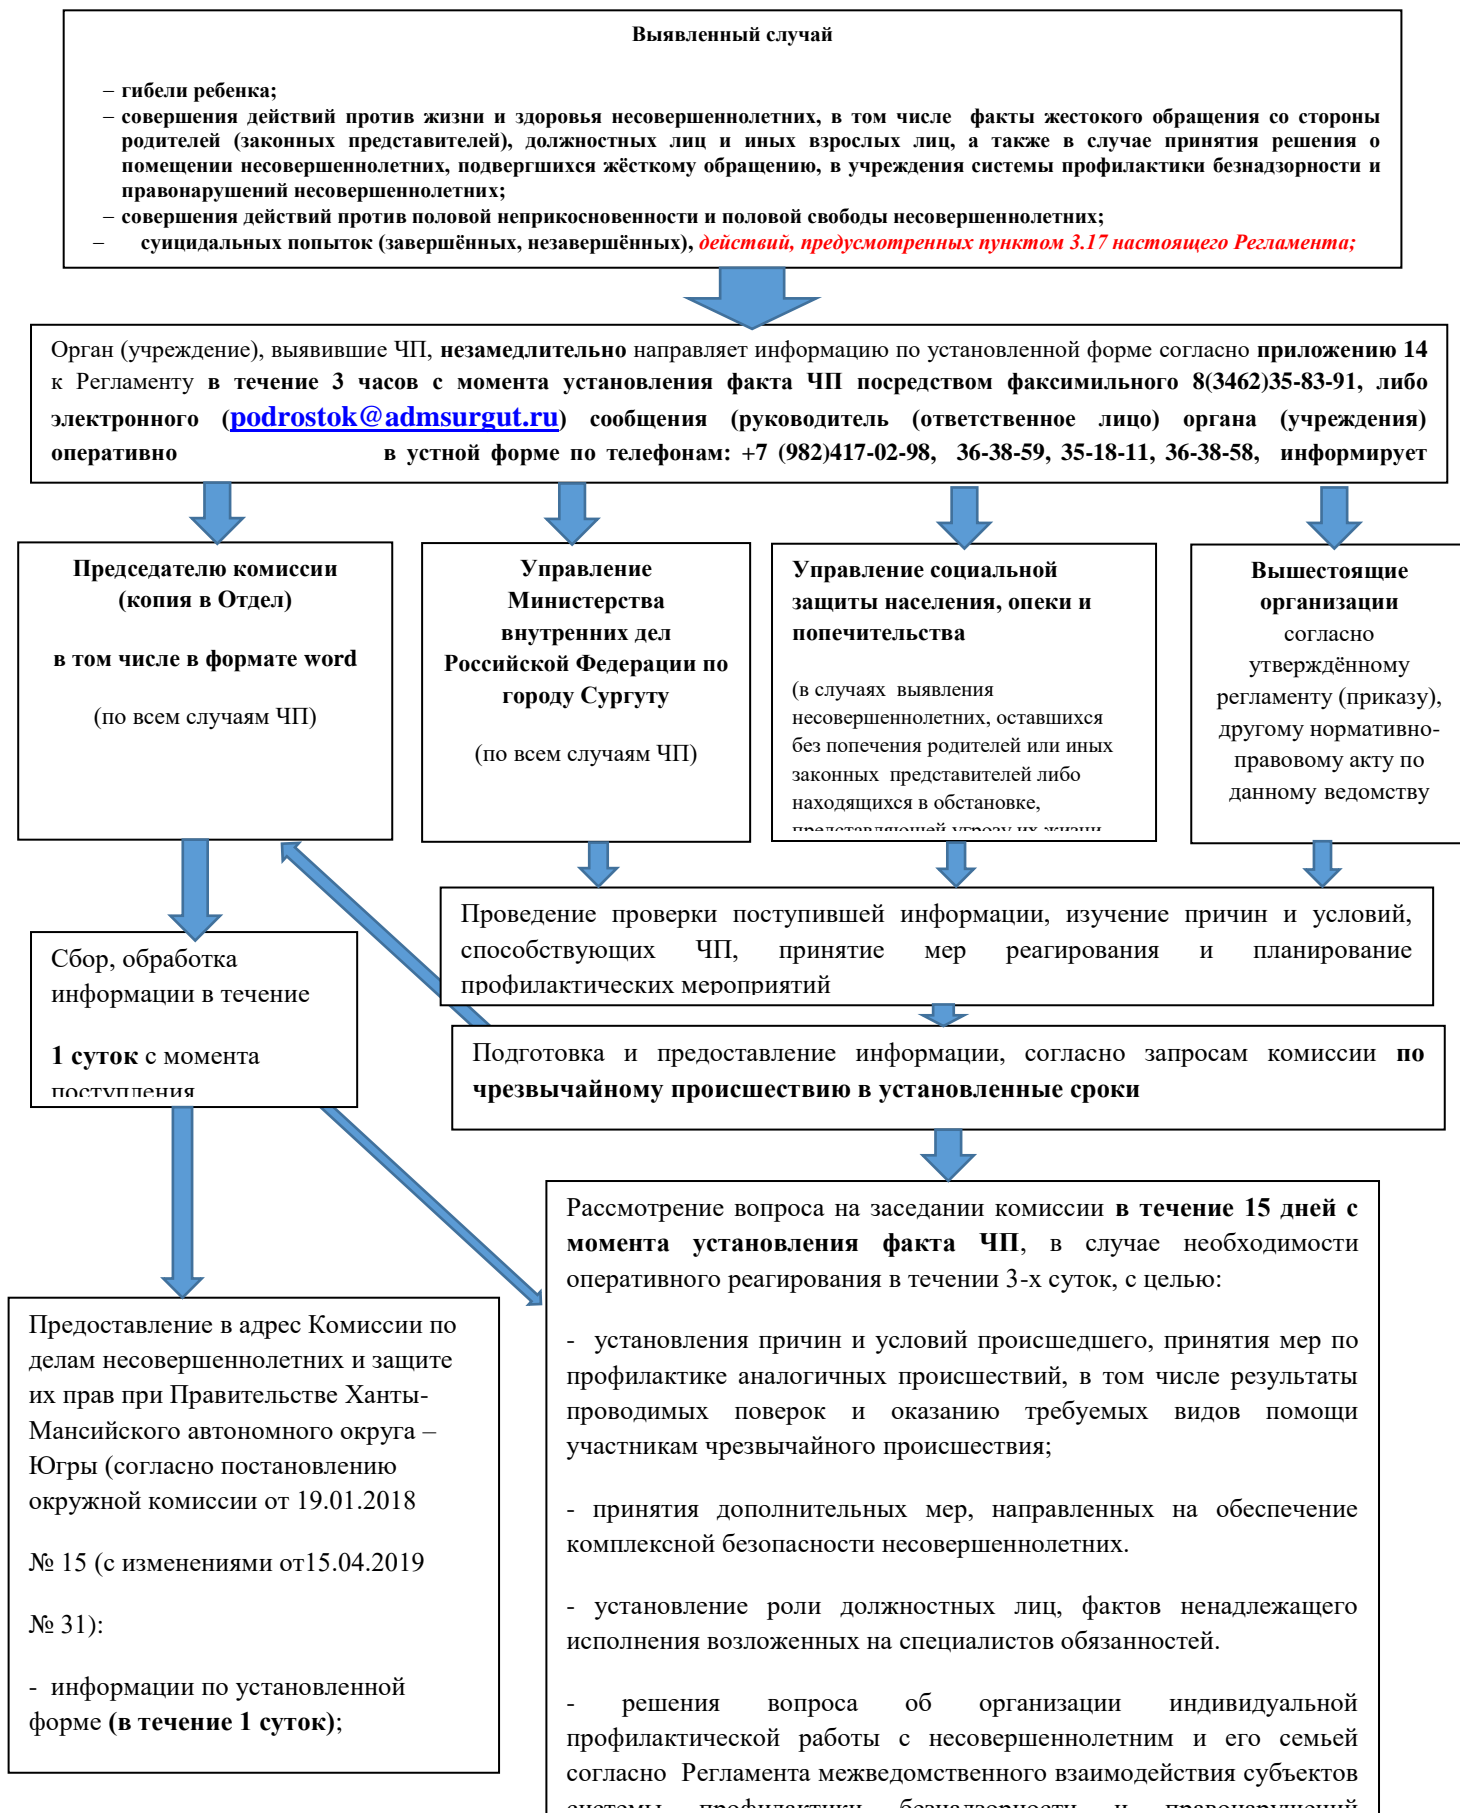 Выявленный случай
– гибели ребенка;
– совершения действий против жизни и здоровья несовершеннолетних, в том числе факты жестокого обращения со стороны
родителей (законных представителей), должностных лиц и иных взрослых лиц, а также в случае принятия решения о
помещении несовершеннолетних, подвергшихся жёсткому обращению, в учреждения системы профилактики безнадзорности и
правонарушений несовершеннолетних;
– совершения действий против половой неприкосновенности и половой свободы несовершеннолетних;
– суицидальных попыток (завершённых, незавершённых), действий, предусмотренных пунктом 3.17 настоящего Регламента;
Орган (учреждение), выявившие ЧП, незамедлительно направляет информацию по установленной форме согласно приложению 14
к Регламенту в течение 3 часов с момента установления факта ЧП посредством факсимильного 8(3462)35-83-91, либо
электронного (podrostok@admsurgut.ru) сообщения (руководитель (ответственное лицо) органа (учреждения)
оперативно в устной форме по телефонам: +7 (982)417-02-98, 36-38-59, 35-18-11, 36-38-58, информирует
Председателю комиссии
(копия в Отдел)
в том числе в формате word
(по всем случаям ЧП)
Управление
Министерства
внутренних дел
Российской Федерации по
городу Сургуту
(по всем случаям ЧП)
Управление социальной
защиты населения, опеки и
попечительства
(в случаях выявления
несовершеннолетних, оставшихся
без попечения родителей или иных
законных представителей либо
находящихся в обстановке,
представляющей угрозу их жизни
Вышестоящие
организации
согласно
утверждённому
регламенту (приказу),
другому нормативно-
правовому акту по
данному ведомству
Проведение проверки поступившей информации, изучение причин и условий,
способствующих ЧП, принятие мер реагирования и планирование
профилактических мероприятий
Сбор, обработка
информации в течение
1 суток с момента
поступления
Подготовка и предоставление информации, согласно запросам комиссии по
чрезвычайному происшествию в установленные сроки
Рассмотрение вопроса на заседании комиссии в течение 15 дней с
момента установления факта ЧП, в случае необходимости
оперативного реагирования в течении 3-х суток, с целью:
- установления причин и условий происшедшего, принятия мер по
профилактике аналогичных происшествий, в том числе результаты
проводимых поверок и оказанию требуемых видов помощи
участникам чрезвычайного происшествия;
- принятия дополнительных мер, направленных на обеспечение
комплексной безопасности несовершеннолетних.
- установление роли должностных лиц, фактов ненадлежащего
исполнения возложенных на специалистов обязанностей.
- решения вопроса об организации индивидуальной
профилактической работы с несовершеннолетним и его семьей
согласно Регламента межведомственного взаимодействия субъектов
системы профилактики безнадзорности и правонарушений
Предоставление в адрес Комиссии по
делам несовершеннолетних и защите
их прав при Правительстве Ханты-
Мансийского автономного округа –
Югры (согласно постановлению
окружной комиссии от 19.01.2018
№ 15 (с изменениями от15.04.2019
№ 31):
- информации по установленной
форме (в течение 1 суток);